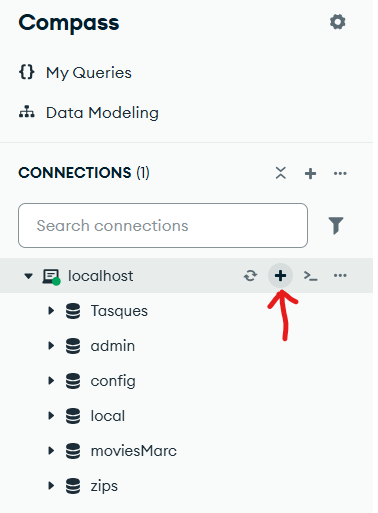 Compass
My Queries
Data Modeling
CONNECTIONS (1)
Search connections
localhost
Tasques
admin
config
local
moviesMarc
zips